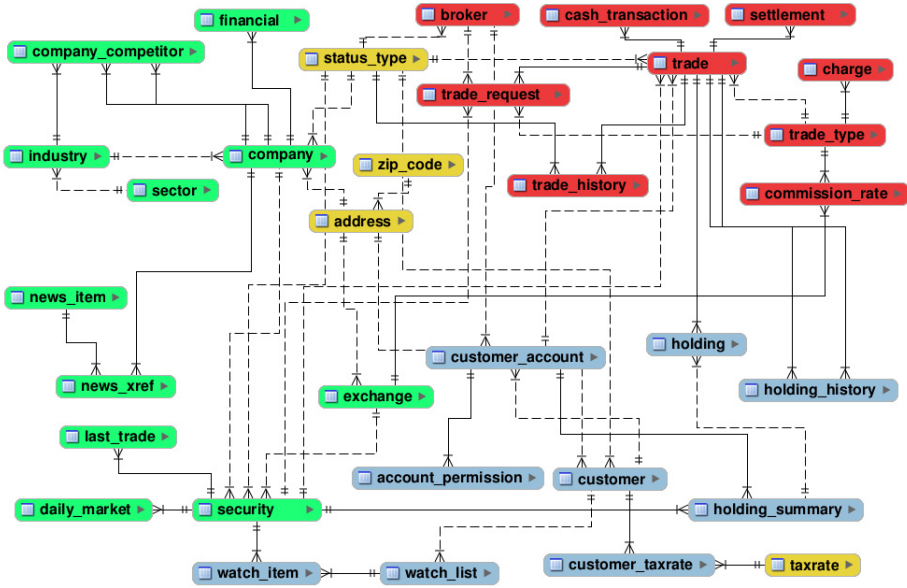 financial
broker
cash_transaction
settlement
company_competitor
status_type
trade
charge
trade_request
trade_type
industry
company
zip_code
sector
trade_history
commission_rate
address
news_item
customer_account
holding
news_xref
exchange
holding_history
last_trade
account_permission
customer
daily_market
security
holding_summary
watch_item
watch_list
customer_taxrate
taxrate